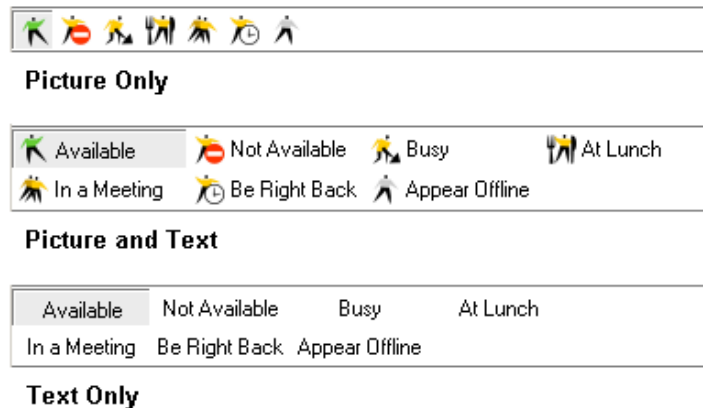 Picture Only
Available Not Available Busy At Lunch
In a Meeting Be Right Back Appear Offline
Picture and Text
Available Not Available Busy At Lunch
In a Meeting Be Right Back Appear Offline
Text Only